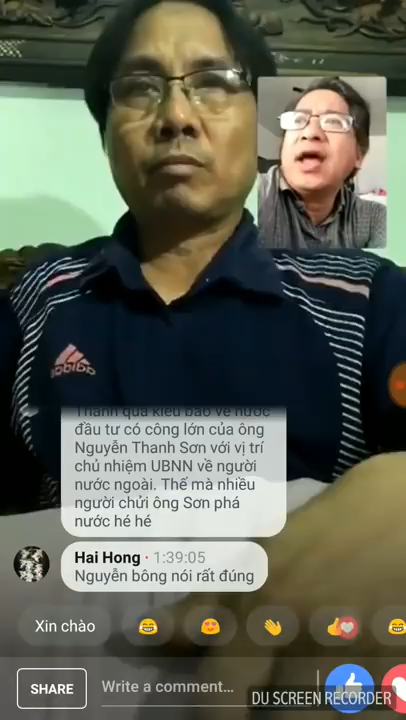 adidas
Thành quả kiều bào về nước
đầu tư có công lớn của ông
Nguyễn Thanh Sơn với vị trí
chủ nhiệm UBNN về người
nước ngoài. Thế mà nhiều
người chửi ông Sơn phá
nước hé hé
Hai Hong · 1:39:05
Nguyễn bông nói rất đúng
Xin chào
SHARE
Write a comment...
DU SCREEN RECORDER